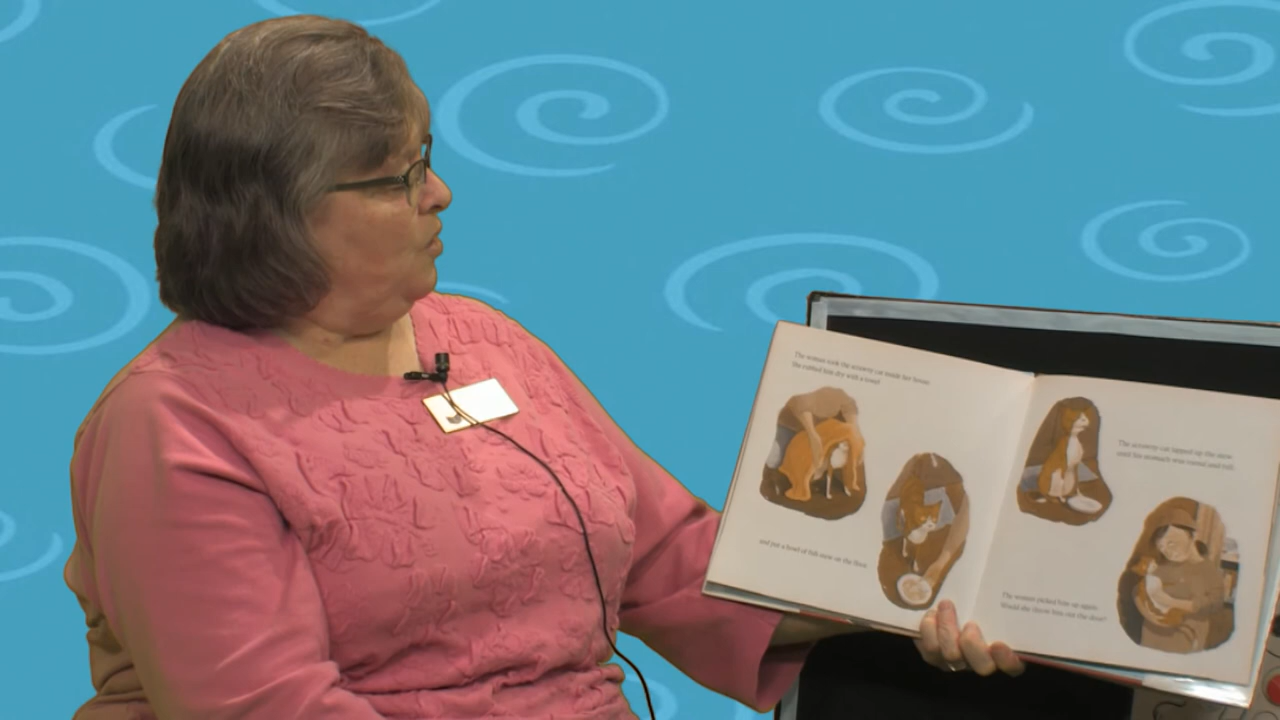 The woman took the scrawny cat inside her house.
She rubbed him dry with a towel
and put a bowl of fish stew on the floor.
The scrawny cat lapped up the stew
until his stomach was round and full.
The woman picked him up again.
Would she throw him out the door?